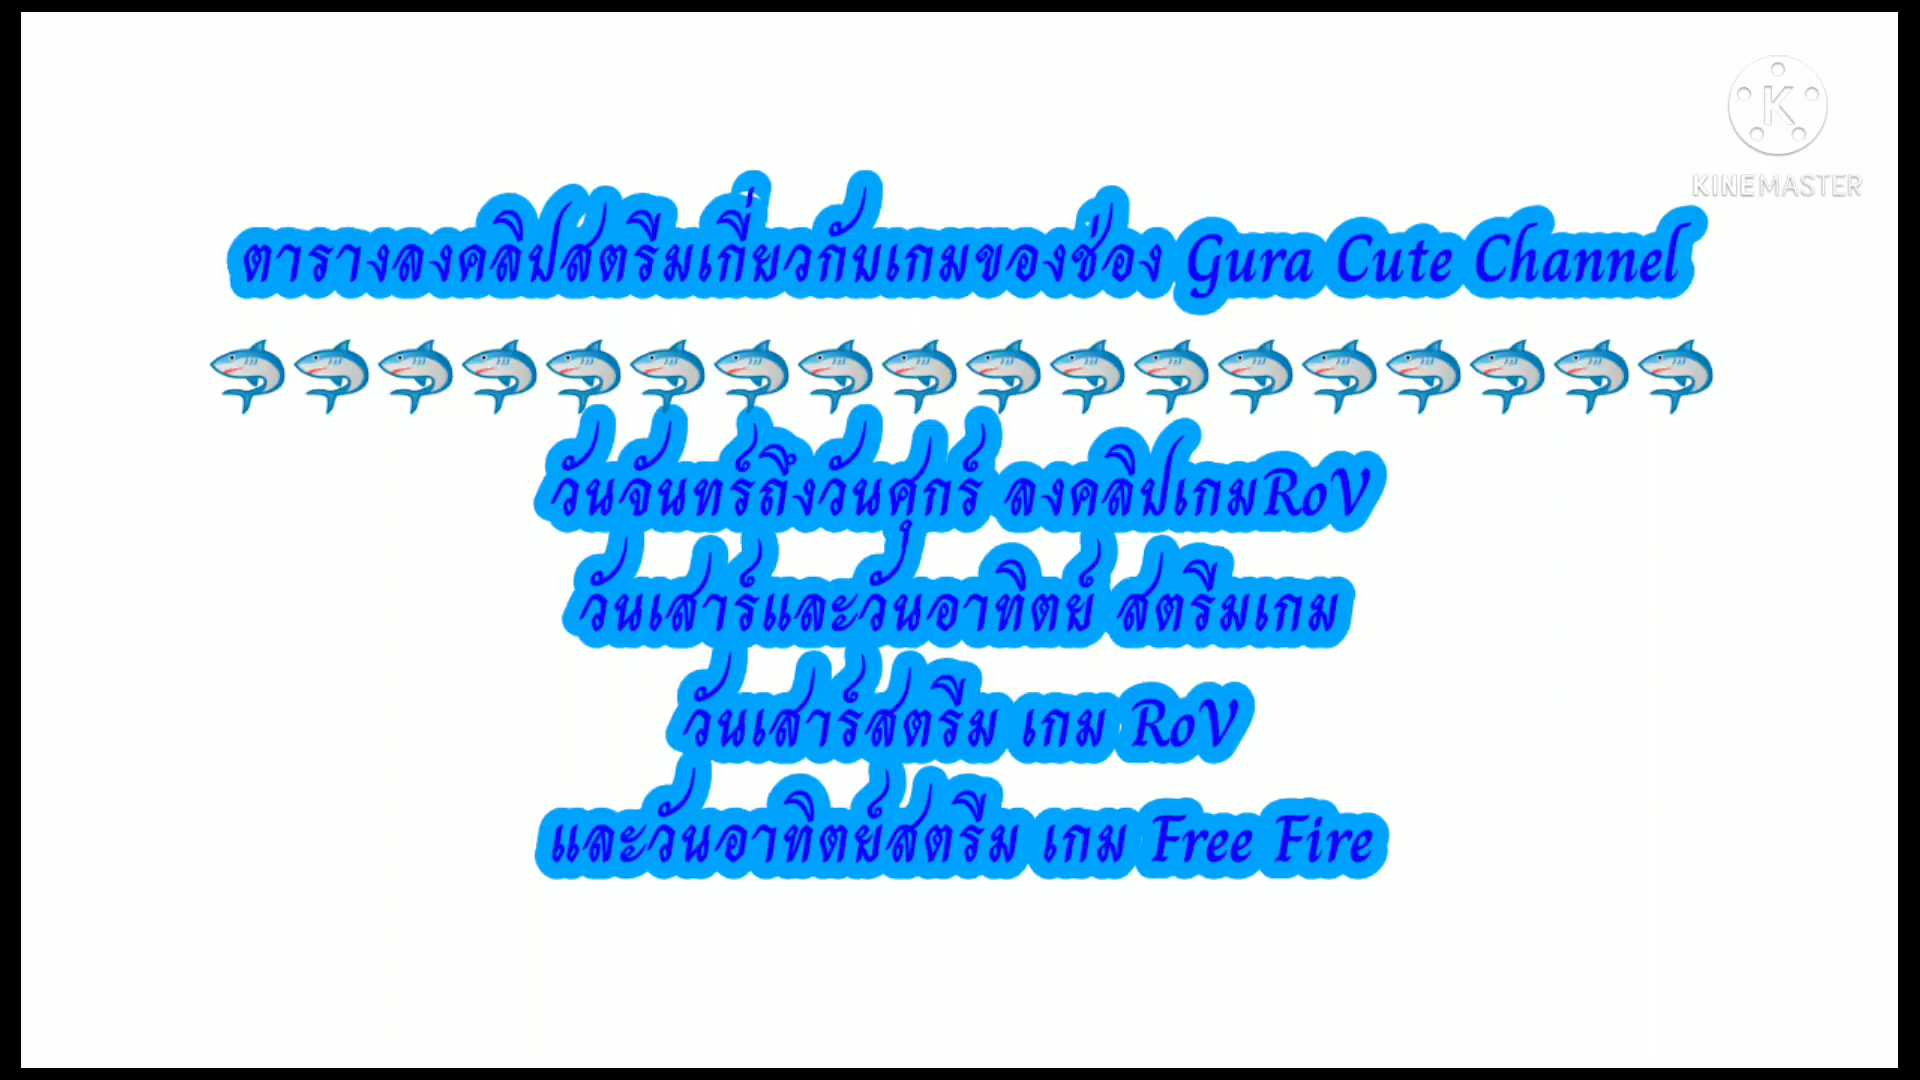 K
KINEMASTER
ตารางลงคลิปสตรีมเกี่ยวกับเกมของช่อง Gura Cute Channel
🦈🦈🦈🦈🦈🦈🦈🦈🦈🦈🦈🦈🦈🦈🦈🦈🦈🦈
วันจันทร์ถึงวันศุกร์ ลงคลิปเกมRoV
วันเสาร์และวันอาทิตย์ สตรีมเกม
วันเสาร์สตรีม เกม RoV
และวันอาทิตย์สตรีม เกม Free Fire